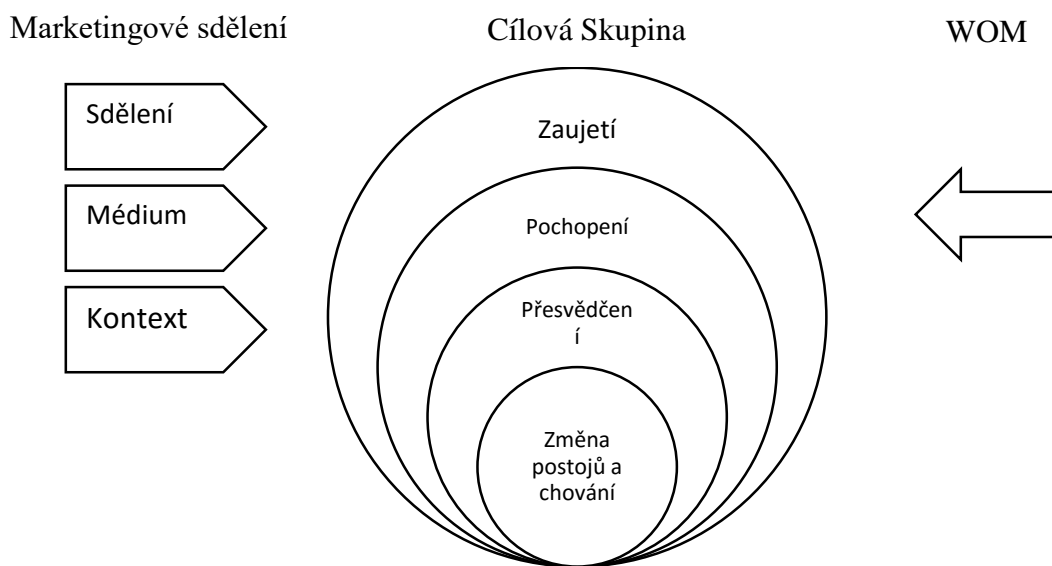 Marketingové sdělení
Cílová Skupina
WOM
Sdělení
Médium
Kontext
Zaujetí
Pochopení
Přesvědčen
í
Změna
postojů a
chování